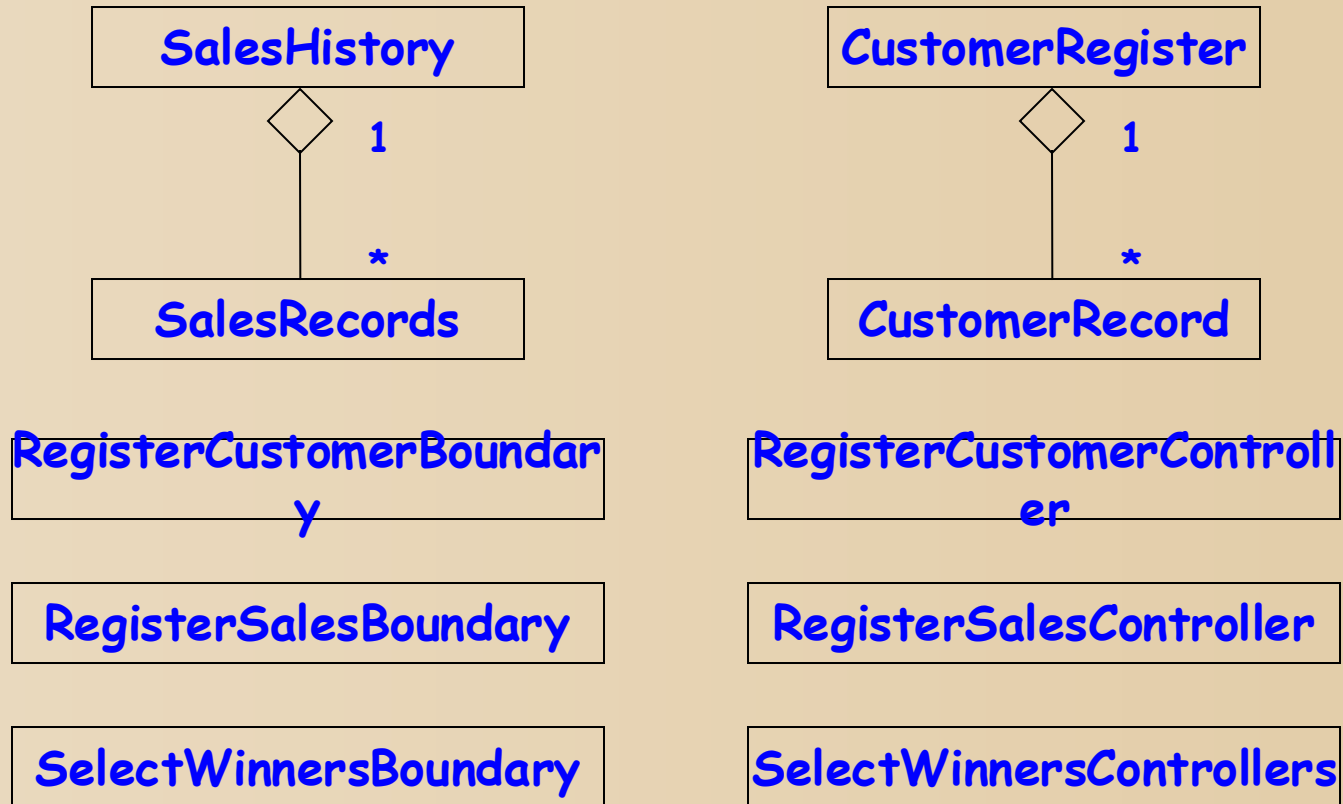 SalesHistory
CustomerRegister
1
1
*
*
SalesRecords
CustomerRecord
RegisterCustomerBoundar
y
RegisterCustomerControll
er
RegisterSalesBoundary
RegisterSalesController
SelectWinnersBoundary
SelectWinnersControllers